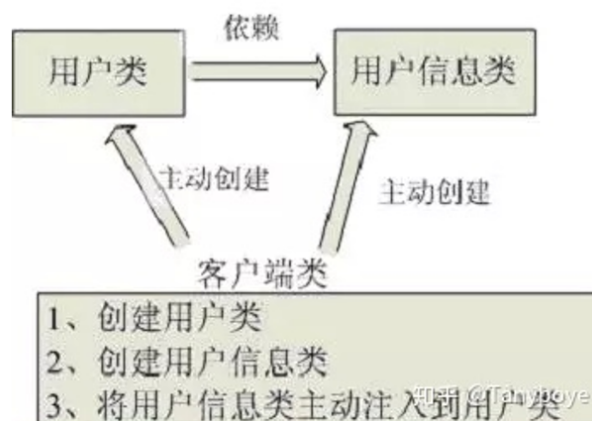 依赖
用户类
用户信息类
主动创建
主动创建
客户端类
1、创建用户类
2、创建用户信息类
3、将用户信息类主动注入到用户类
知乎 @Tanyboye